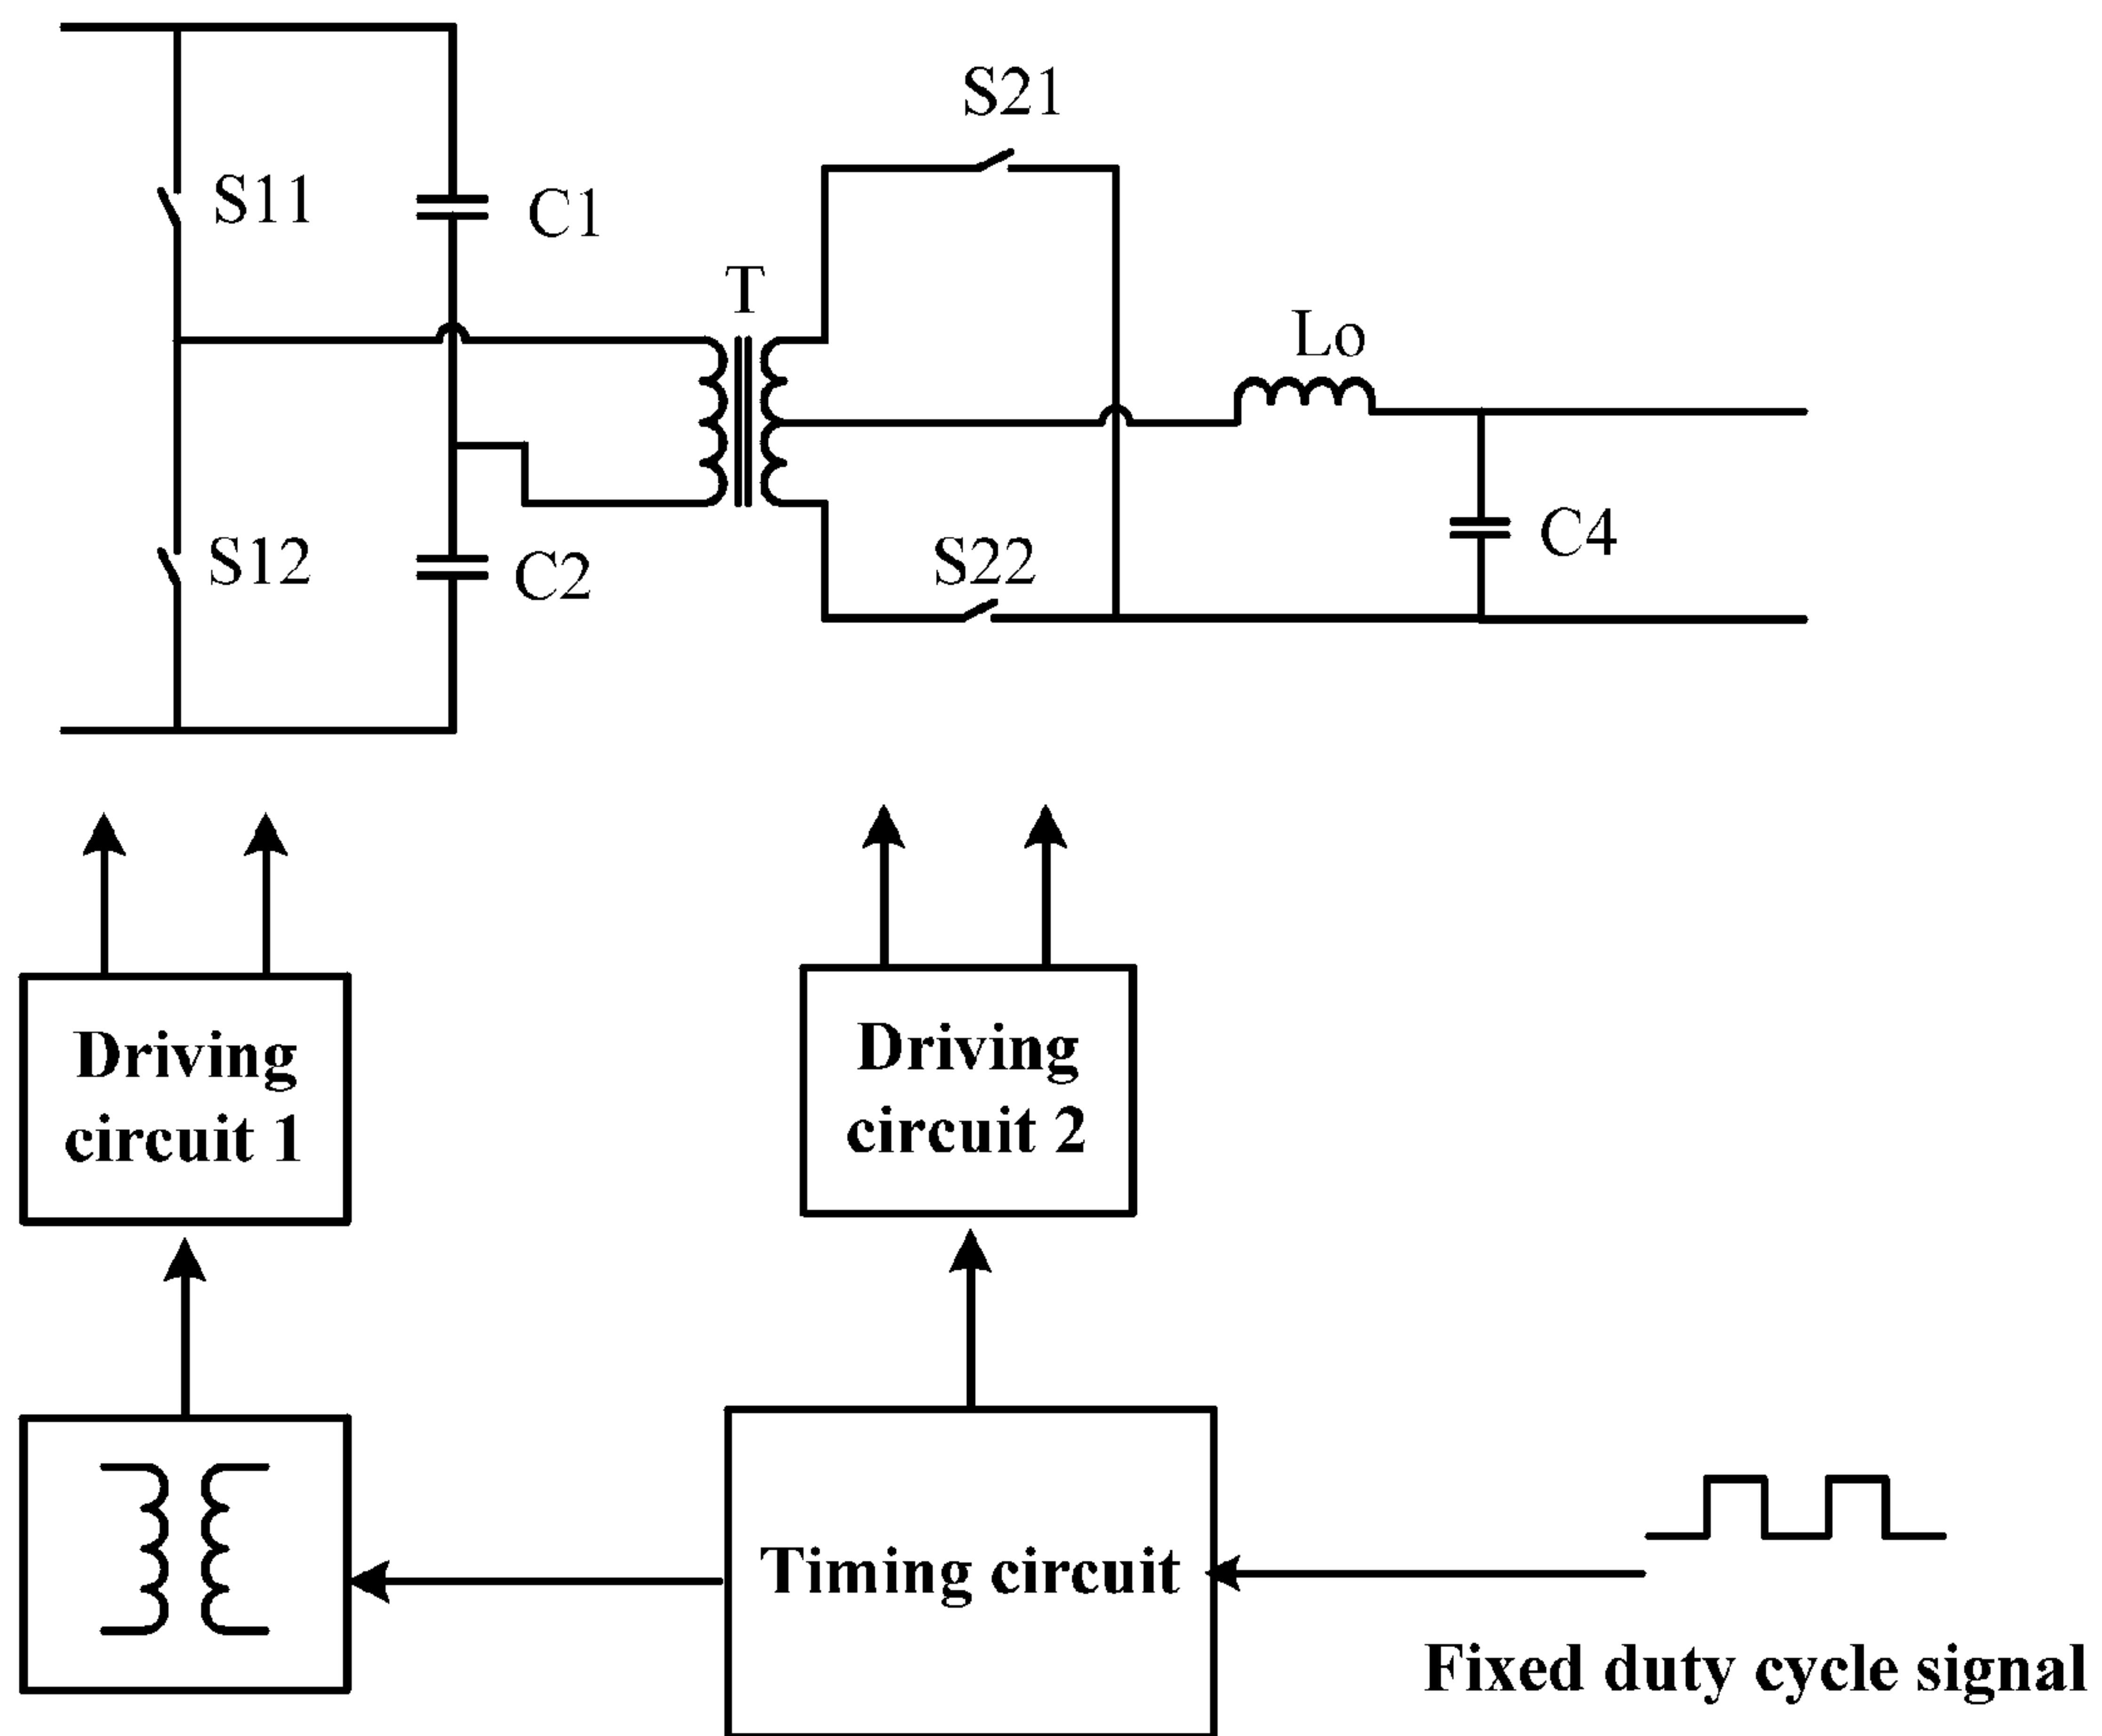 S21
S11
C1
T
Lo
S12
C2
S22
C4
Driving
circuit 1
Driving
circuit 2
Timing circuit
Fixed duty cycle signal